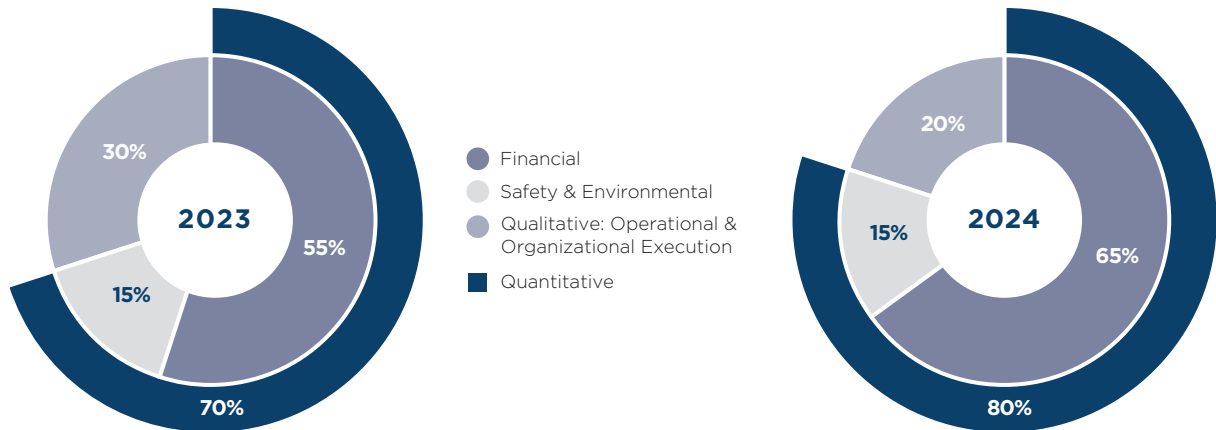 30%
2023
55%
15%
70%
Financial
Safety & Environmental
Qualitative: Operational &
Organizational Execution
Quantitative
20%
2024
15%
65%
80%